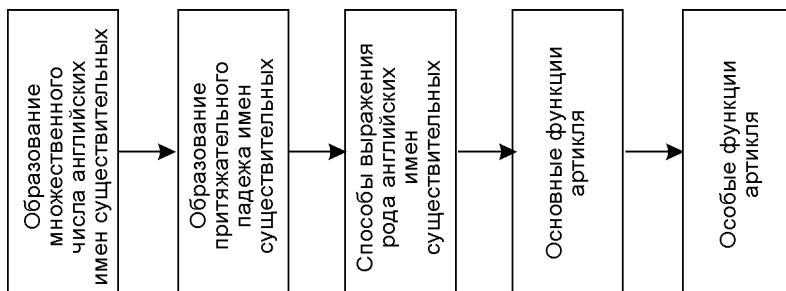 Образование
множественного
числа английских
имен существительных
Образование
притяжательного
падежа имен
существительных
Способы выражения
рода английских
имен
существительных
Основные функции
артикля
Особые функции
артикля